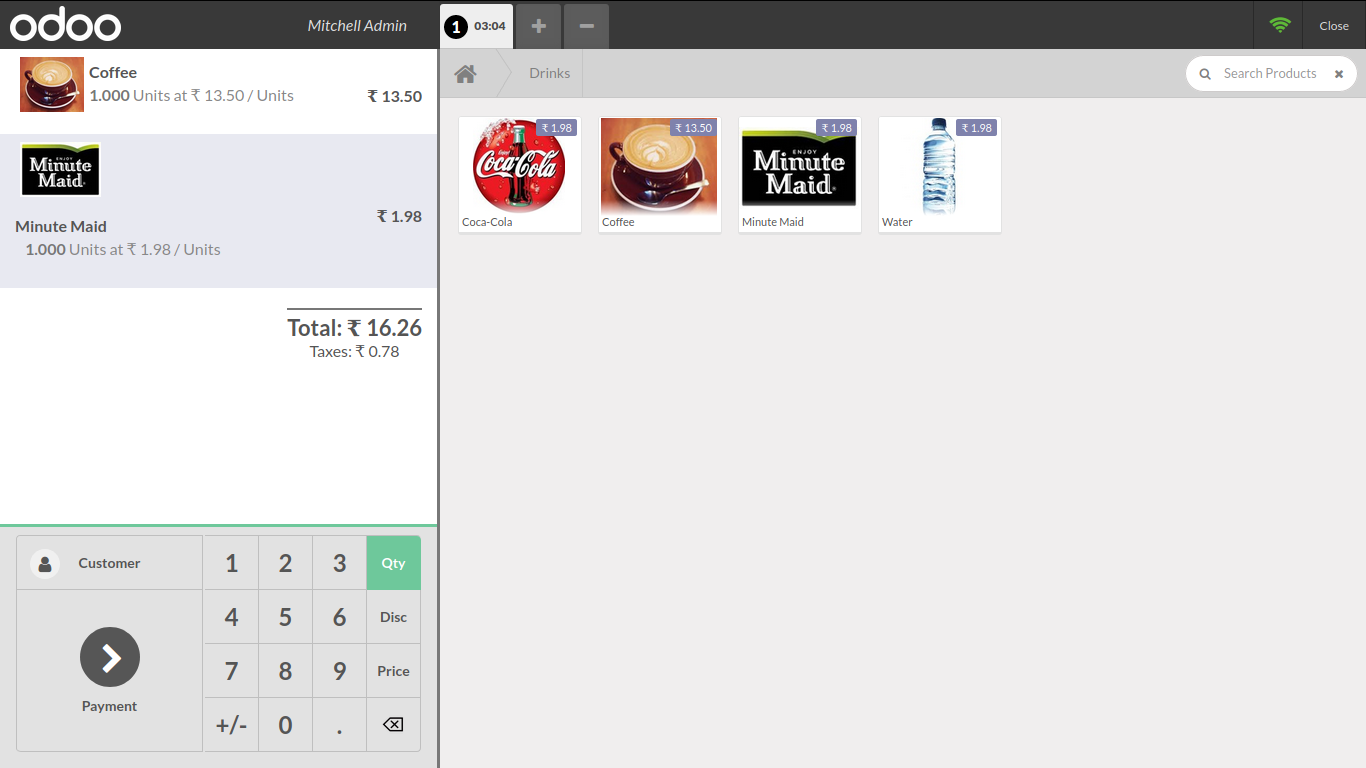 odoo
Mitchell Admin
1 03:04
+
-
Close
Coffee
1.000 Units at ₹ 13.50 / Units
₹ 13.50
ENJOY
Minute
Maid
Minute Maid
1.000 Units at ₹ 1.98 / Units
₹ 1.98
Total: ₹ 16.26
Taxes: ₹ 0.78
Customer
Payment
1 2 3 Qty
4 5 6 Disc
7 8 9 Price
+/- 0 .
Drinks
Search Products
₹ 1.98
Coca-Cola
Coca-Cola
₹ 13.50
Coffee
₹ 1.98
ENJOY
Minute
Maid
Minute Maid
₹ 1.98
Water